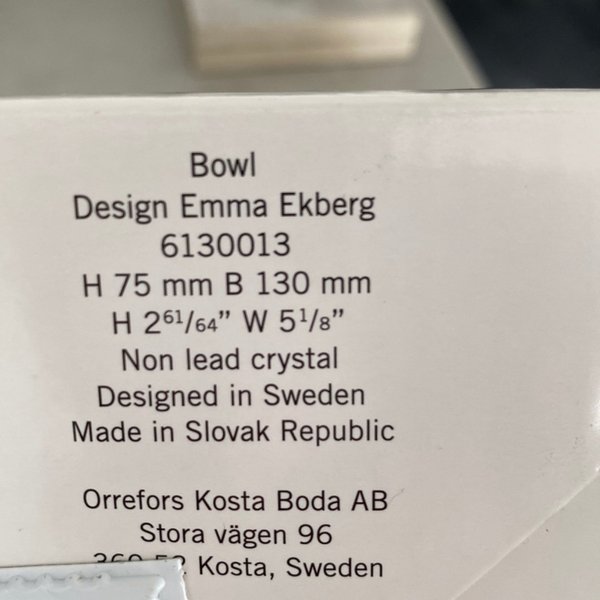 Bowl
Design Emma Ekberg
6130013
H 75 mm B 130 mm
H 2⁶¹/₆₄” W 5¹/₈”
Non lead crystal
Designed in Sweden
Made in Slovak Republic
Orrefors Kosta Boda AB
Stora vägen 96
Kosta, Sweden